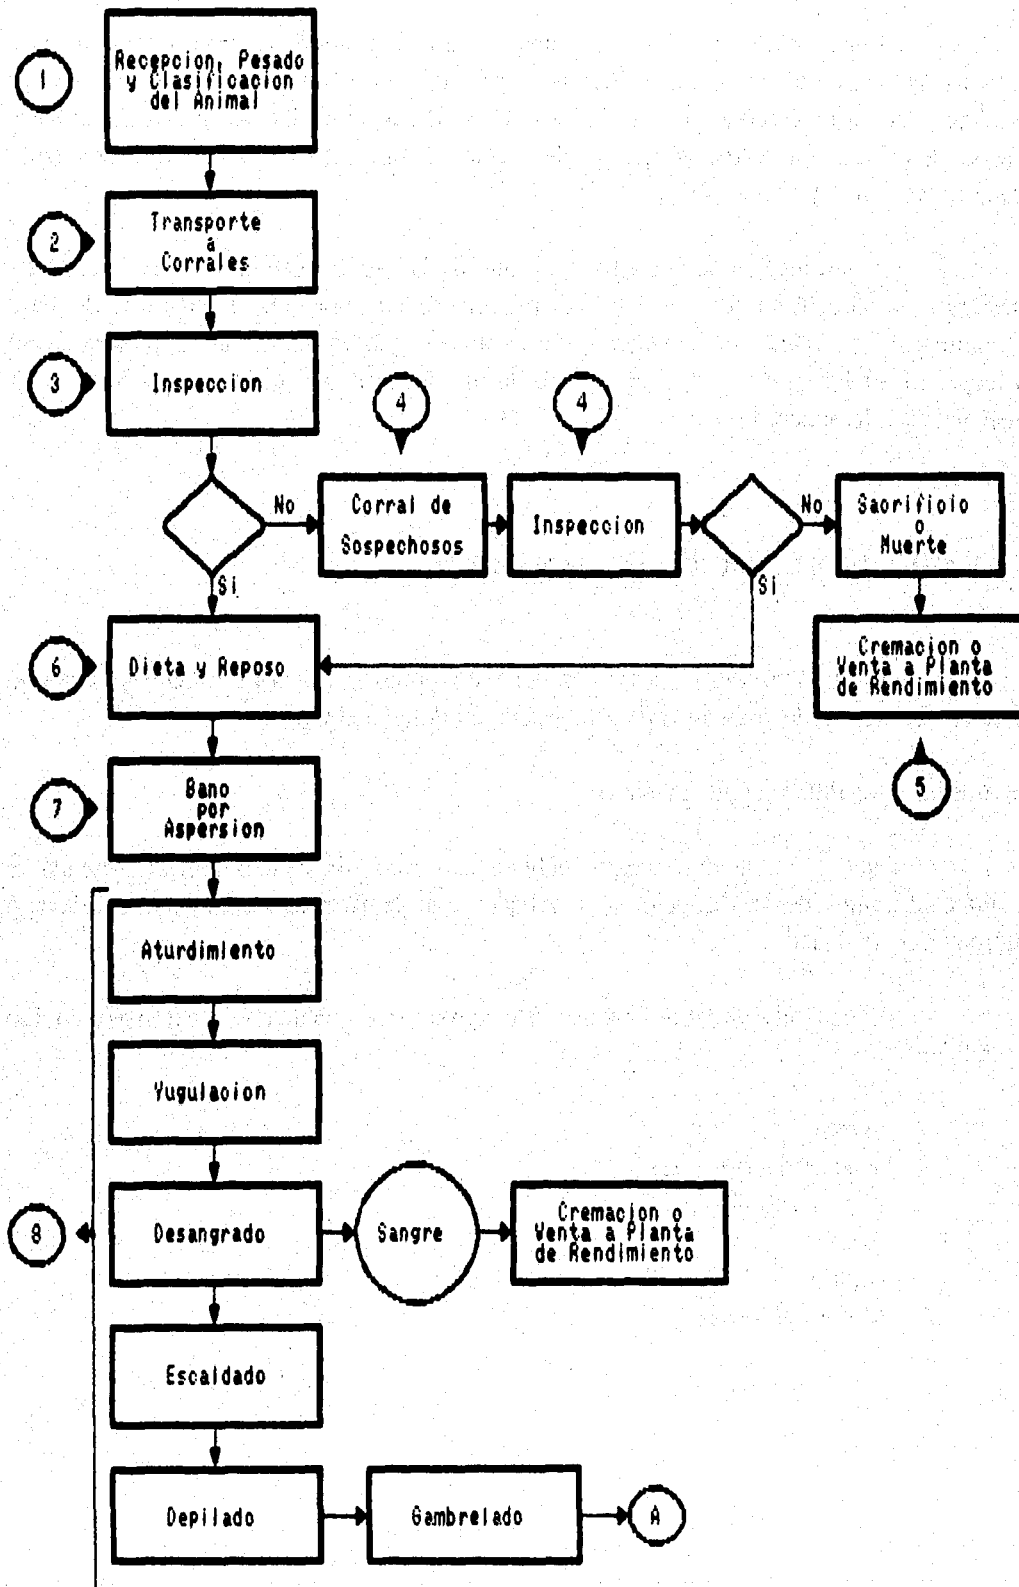 1
Recepcion, Pesado
y Clasificacion
del Animal
2
Transporte
a
Corrales
3
Inspeccion
4
4
No
Corral de
Sospechosos
Inspeccion
No
Sacrificio
o
Muerte
Si
Si
6
Dieta y Reposo
Cremacion o
Venta a Planta
de Rendimiento
5
7
Bano
por
Aspersion
Aturdimiento
Yugulacion
8
Desangrado
Sangre
Cremacion o
Venta a Planta
de Rendimiento
Escaldado
Depilado
Gambrelado
A